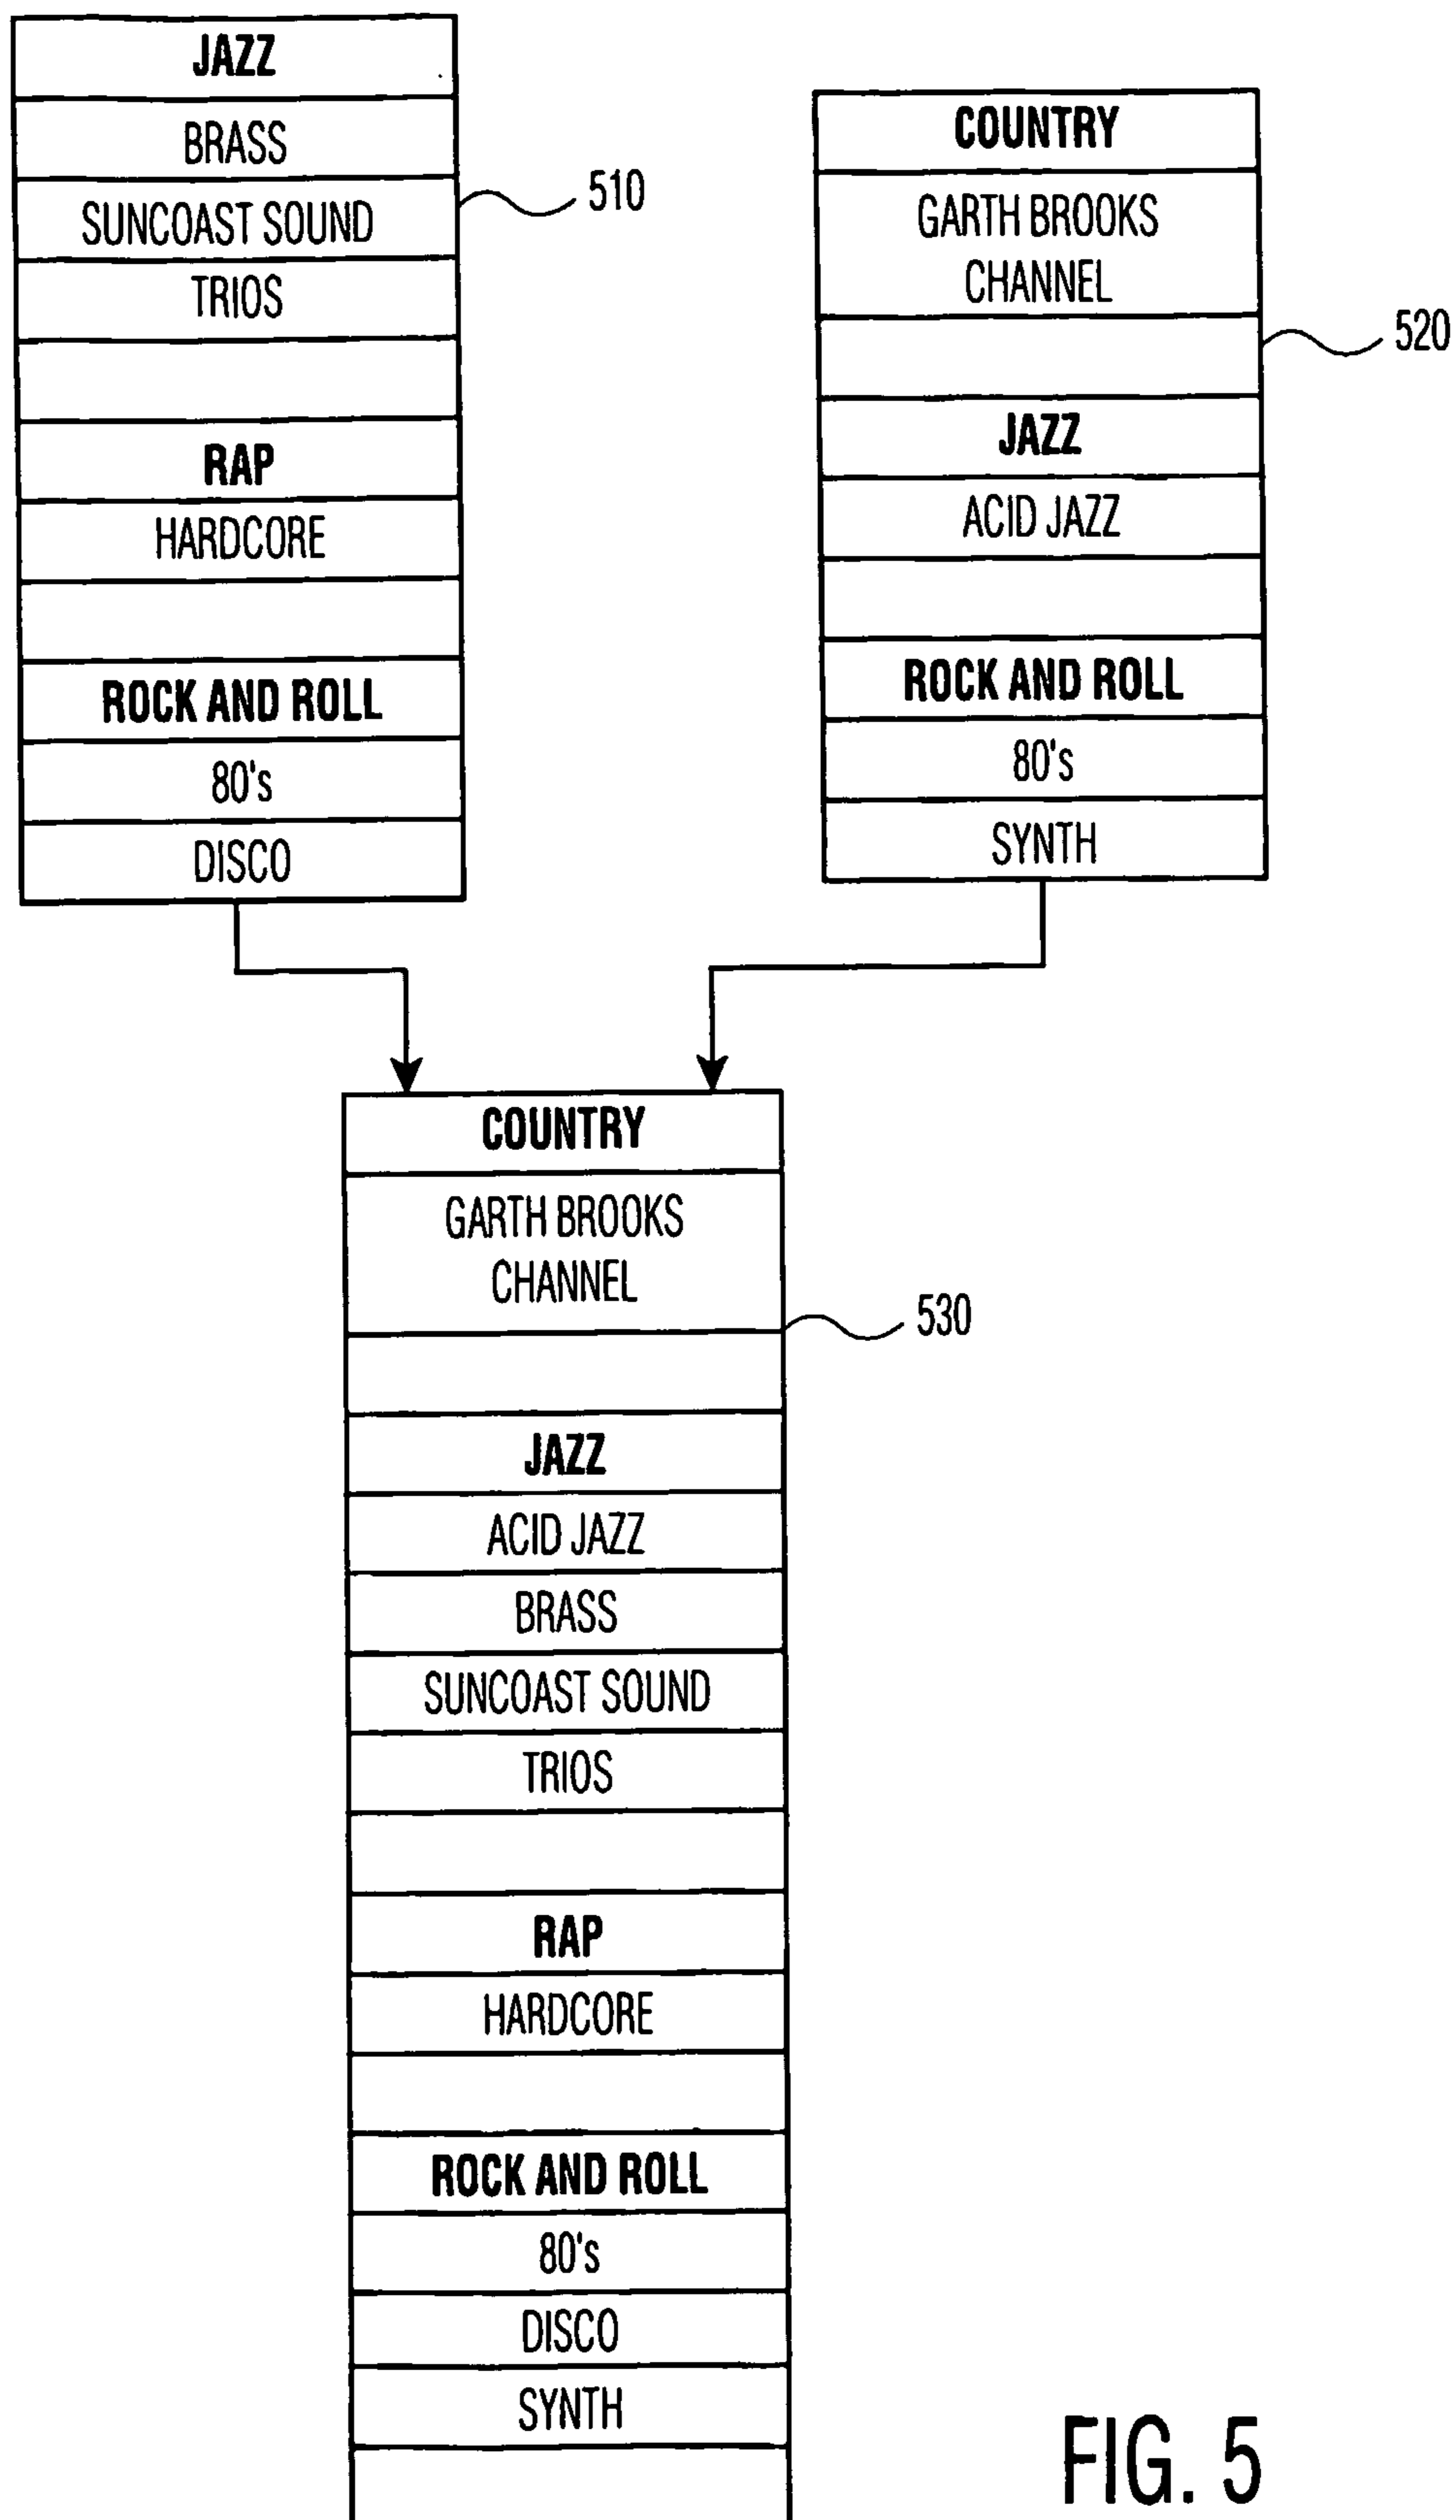 JAZZ
BRASS
SUNCOAST SOUND
TRIOS
RAP
HARDCORE
ROCK AND ROLL
80's
DISCO
510
COUNTRY
GARTH BROOKS
CHANNEL
JAZZ
ACID JAZZ
ROCK AND ROLL
80's
SYNTH
520
COUNTRY
GARTH BROOKS
CHANNEL
JAZZ
ACID JAZZ
BRASS
SUNCOAST SOUND
TRIOS
RAP
HARDCORE
ROCK AND ROLL
80's
DISCO
SYNTH
530
FIG. 5